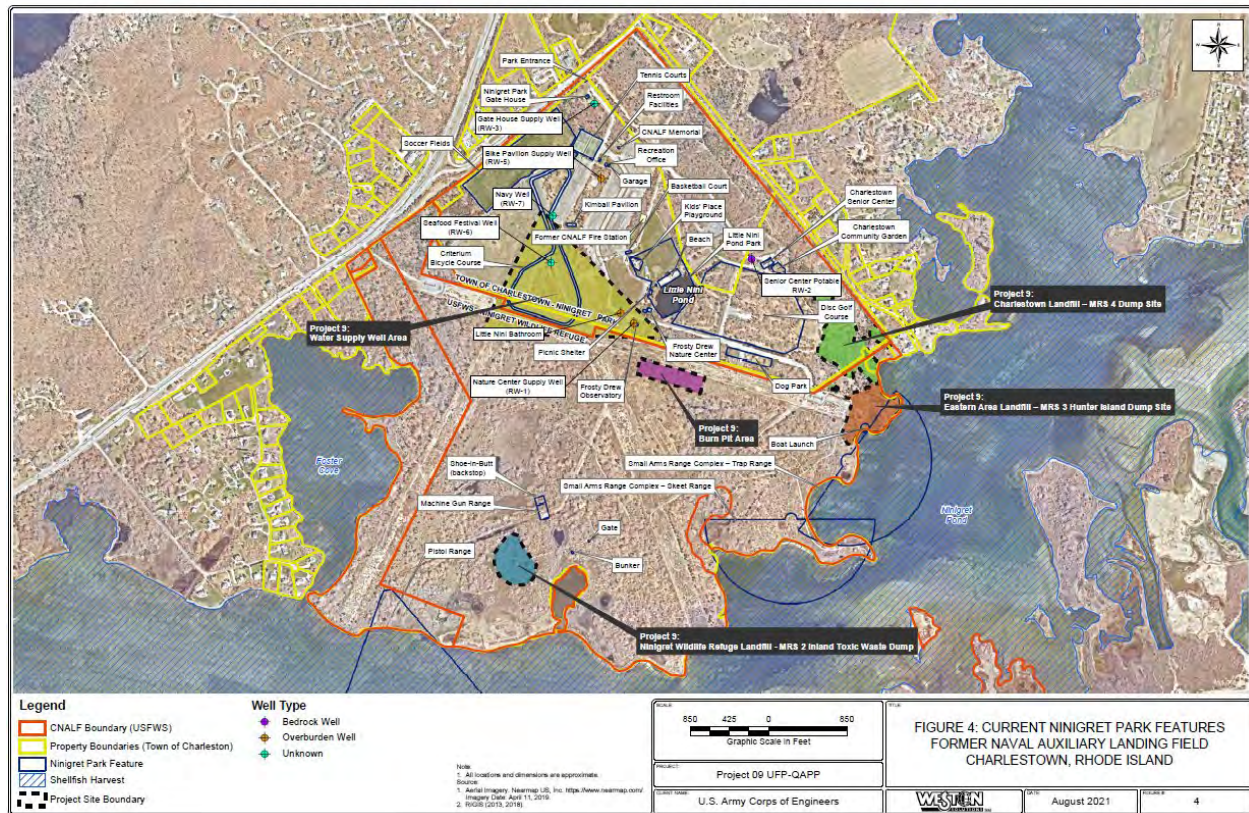 Park Entrance
Tennis Courts
Ninigret Park
Gate House
Restroom
Facilities
Gate House Supply Well
(RW-3)
CNALF Memorial
Soccer Fields
Bike Pavilion Supply Well
(RW-5)
Recreation
Office
Garage
Basketball Court
Navy Well
(RW-7)
Kimball Pavilion
Kids' Place
Playground
Charlestown
Senior Center
Seafood Festival Well
(RW-6)
Former CNALF Fire Station
Beach
Little Nini
Pond Park
Charlestown
Community Garden
Criterium
Bicycle Course
Senior Center Potable
RW-2
Little Nini
Pond
TOWN OF CHARLESTOWN - NINIGRET PARK
USFWS - NINIGRET WILDLIFE REFUGE
Disc Golf
Course
Project 9:
Charlestown Landfill – MRS 4 Dump Site
Project 9:
Water Supply Well Area
Little Nini Bathroom
Picnic Shelter
Frosty Drew
Nature Center
Nature Center Supply Well
(RW-1)
Frosty Drew
Observatory
Dog Park
Project 9:
Eastern Area Landfill – MRS 3 Hunter Island Dump Site
Project 9:
Burn Pit Area
Boat Launch
Foster
Cove
Shoe-in-Butt
(backstop)
Small Arms Range Complex – Trap Range
Machine Gun Range
Small Arms Range Complex – Skeet Range
Ninigret
Pond
Gate
Pistol Range
Bunker
Project 9:
Ninigret Wildlife Refuge Landfill - MRS 2 Inland Toxic Waste Dump
Legend
CNALF Boundary (USFWS)
Property Boundaries (Town of Charleston)
Ninigret Park Feature
Shellfish Harvest
Project Site Boundary
Well Type
Bedrock Well
Overburden Well
Unknown
Note:
1. All locations and dimensions are approximate.
Source:
1. Aerial Imagery: Nearmap US, Inc. https://www.nearmap.com/
Imagery Date: April 11, 2019.
2. RIGIS (2013, 2018).
SCALE:
850 425 0 850
Graphic Scale in Feet
PROJECT:
Project 09 UFP-QAPP
CLIENT NAME:
U.S. Army Corps of Engineers
TITLE:
FIGURE 4: CURRENT NINIGRET PARK FEATURES
FORMER NAVAL AUXILIARY LANDING FIELD
CHARLESTOWN, RHODE ISLAND
WESTON
SOLUTIONS
DATE:
August 2021
FIGURE #:
4